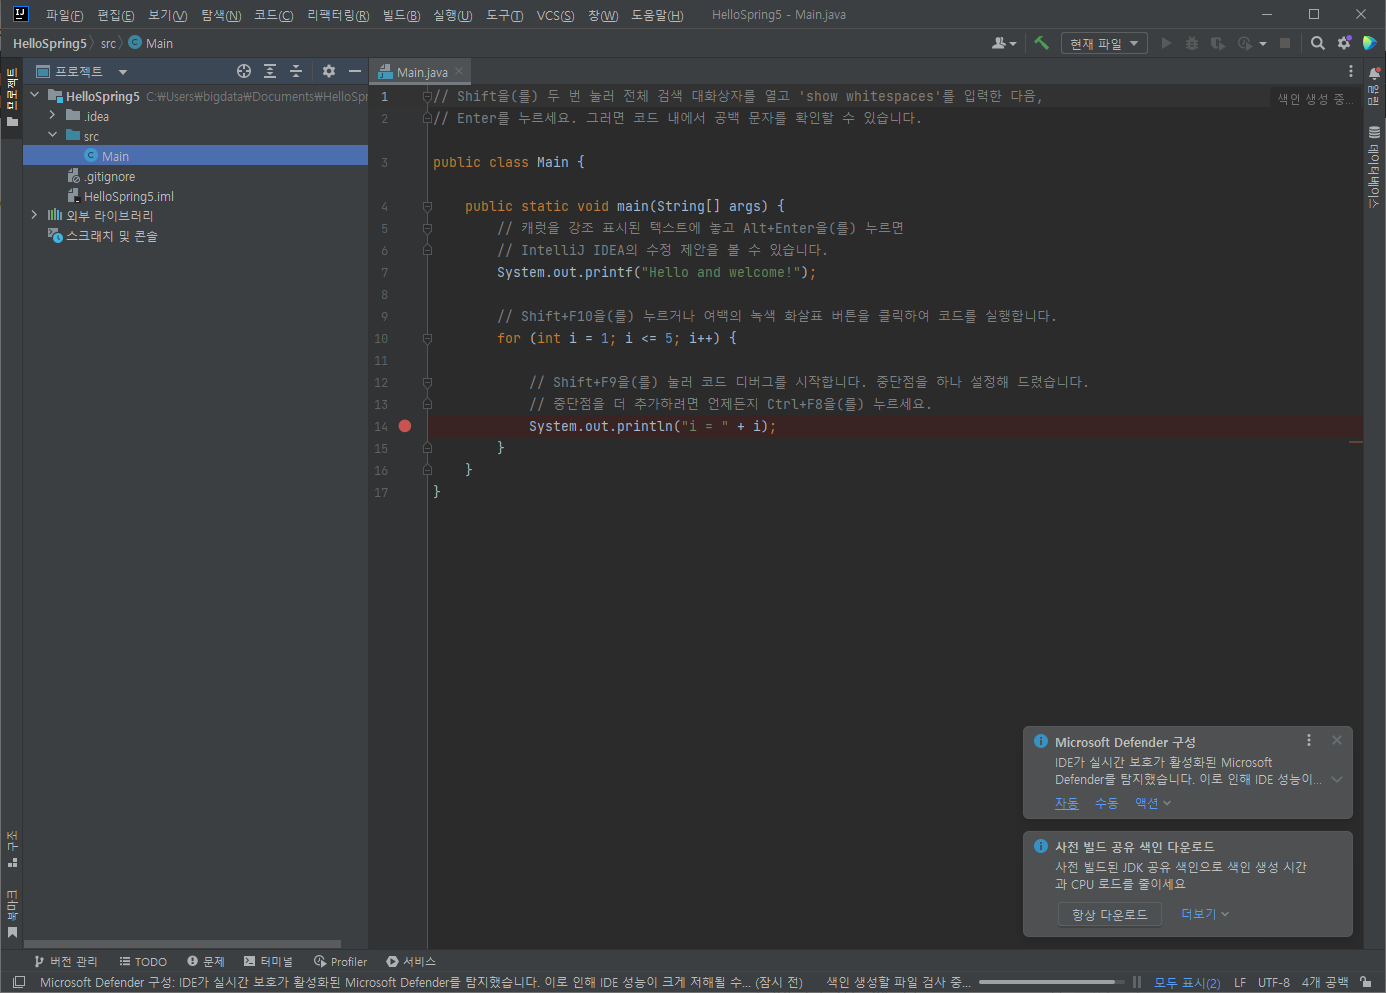 파일(F) 편집(E) 보기(V) 탐색(N) 코드(C) 리팩터링(R) 빌드(B) 실행(U) 도구(T) VCS(S) 창(W) 도움말(H) HelloSpring5 - Main.java
HelloSpring5 src Main
현재 파일
프로젝트
프로젝트
Main.java
HelloSpring5 C:\Users\bigdata\Documents\HelloSpr
.idea
src
Main
.gitignore
HelloSpring5.iml
외부 라이브러리
스크래치 및 콘솔
구조
북마크
1 // Shift을(를) 두 번 눌러 전체 검색 대화상자를 열고 'show whitespaces'를 입력한 다음,
색인 생성 중...
2 // Enter를 누르세요. 그러면 코드 내에서 공백 문자를 확인할 수 있습니다.
3 public class Main {
4 public static void main(String[] args) {
5 // 캐럿을 강조 표시된 텍스트에 놓고 Alt+Enter을(를) 누르면
6 // IntelliJ IDEA의 수정 제안을 볼 수 있습니다.
7 System.out.printf("Hello and welcome!");
8
9 // Shift+F10을(를) 누르거나 여백의 녹색 화살표 버튼을 클릭하여 코드를 실행합니다.
10 for (int i = 1; i <= 5; i++) {
11
12 // Shift+F9을(를) 눌러 코드 디버그를 시작합니다. 중단점을 하나 설정해 드렸습니다.
13 // 중단점을 더 추가하려면 언제든지 Ctrl+F8을(를) 누르세요.
14 System.out.println("i = " + i);
15 }
16 }
17 }
알림
데이터베이스
Microsoft Defender 구성
IDE가 실시간 보호가 활성화된 Microsoft
Defender를 탐지했습니다. 이로 인해 IDE 성능이...
자동 수동 액션
사전 빌드 공유 색인 다운로드
사전 빌드된 JDK 공유 색인으로 색인 생성 시간
과 CPU 로드를 줄이세요
항상 다운로드 더보기
버전 관리 TODO 문제 터미널 Profiler 서비스
Microsoft Defender 구성: IDE가 실시간 보호가 활성화된 Microsoft Defender를 탐지했습니다. 이로 인해 IDE 성능이 크게 저해될 수... (잠시 전) 색인 생성할 파일 검사 중... 모두 표시(2) LF UTF-8 4개 공백